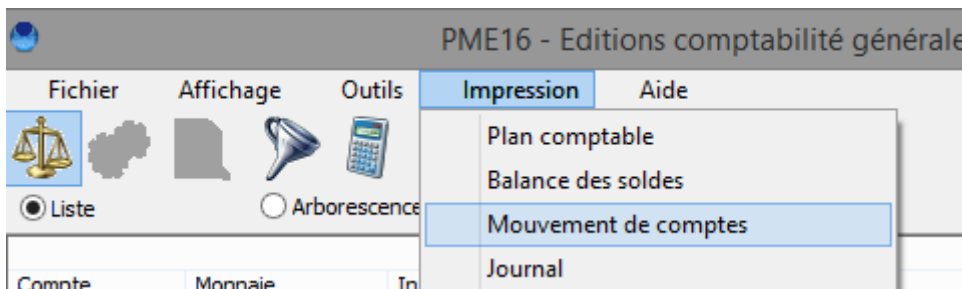 PME16 - Editions comptabilité générale
Fichier Affichage Outils Impression Aide
Plan comptable
Balance des soldes
Liste Arborescence
Mouvement de comptes
Journal
Compte Monnaie In